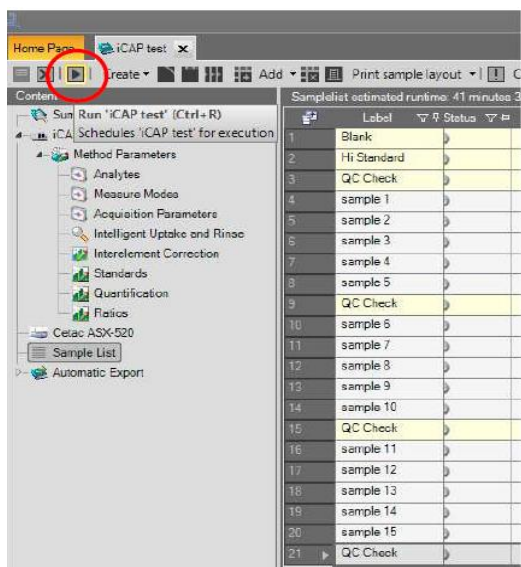 Home Page
iCAP test
Create
Add
Print sample layout
C
Content
Samplelist estimated runtime: 41 minutes 3
Sum
Run 'iCAP test' (Ctrl+R)
iCA
Schedules 'iCAP test' for execution
Method Parameters
Analytes
Measure Modes
Acquisition Parameters
Intelligent Uptake and Rinse
Interelement Correction
Standards
Quantification
Ratios
Cetac ASX-520
Sample List
Automatic Export
Label Status
1 Blank
2 Hi Standard
3 QC Check
4 sample 1
5 sample 2
6 sample 3
7 sample 4
8 sample 5
9 QC Check
10 sample 6
11 sample 7
12 sample 8
13 sample 9
14 sample 10
15 QC Check
16 sample 11
17 sample 12
18 sample 13
19 sample 14
20 sample 15
21 QC Check